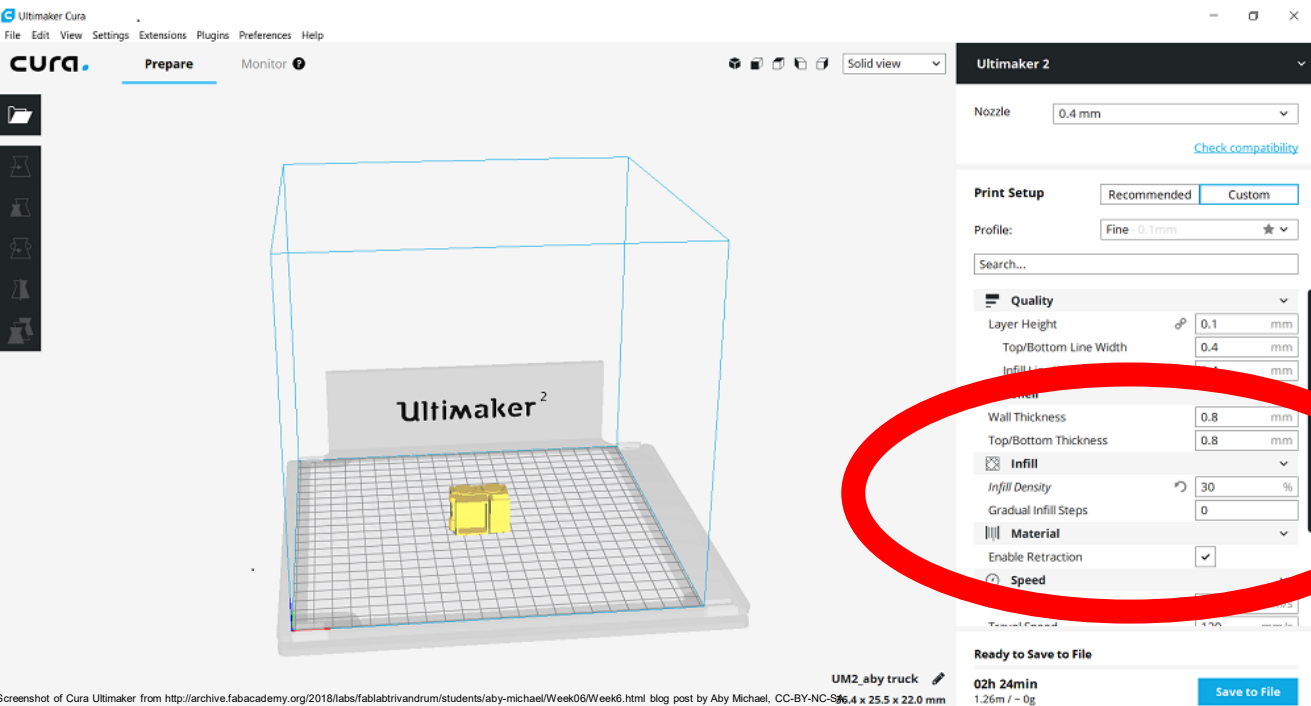 Ultimaker Cura
File Edit View Settings Extensions Plugins Preferences Help
cura.
Prepare
Monitor
Solid view
Ultimaker 2
Nozzle
0.4 mm
Check compatibility
Print Setup
Recommended
Custom
Profile:
Fine - 0.1mm
Search...
Quality
Layer Height 0.1 mm
Top/Bottom Line Width 0.4 mm
mm
Wall Thickness 0.8 mm
Top/Bottom Thickness 0.8 mm
Infill
Infill Density 30 %
Gradual Infill Steps 0
Material
Enable Retraction
Speed
Ultimaker 2
Ready to Save to File
UM2_aby truck
02h 24min
Save to File
1.26m / ~ 0g
Screenshot of Cura Ultimaker from http://archive.fabacademy.org/2018/labs/fablabtrivandrum/students/aby-michael/Week06/Week6.html blog post by Aby Michael, CC-BY-NC-SA
x 25.5 x 22.0 mm